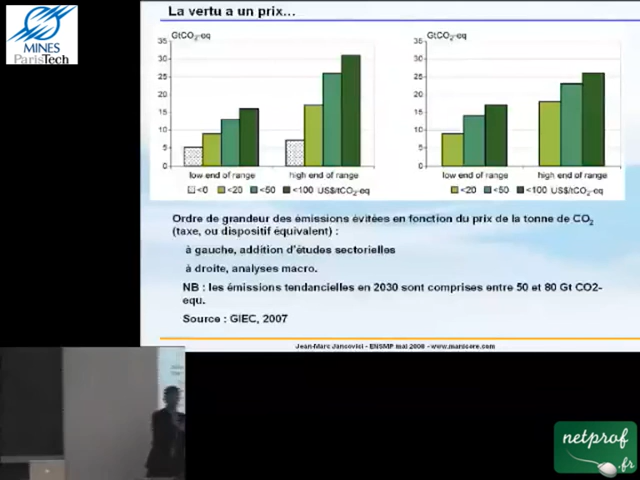 MINES
ParisTech
La vertu a un prix...
GtCO2-eq
35
30
25
20
15
10
5
0
low end of range
high end of range
<0
<20
<50
<100 US$/tCO2-eq
GtCO2-eq
35
30
25
20
15
10
5
0
low end of range
high end of range
<20
<50
<100 US$/tCO2-eq
Ordre de grandeur des émissions évitées en fonction du prix de la tonne de CO2
(taxe, ou dispositif équivalent) :
à gauche, addition d'études sectorielles
à droite, analyses macro.
NB : les émissions tendancielles en 2030 sont comprises entre 50 et 80 Gt CO2-
equ.
Source : GIEC, 2007
Jean-Marc Jancovici - ENSMP mai 2008 - www.manicore.com
netprof
.fr